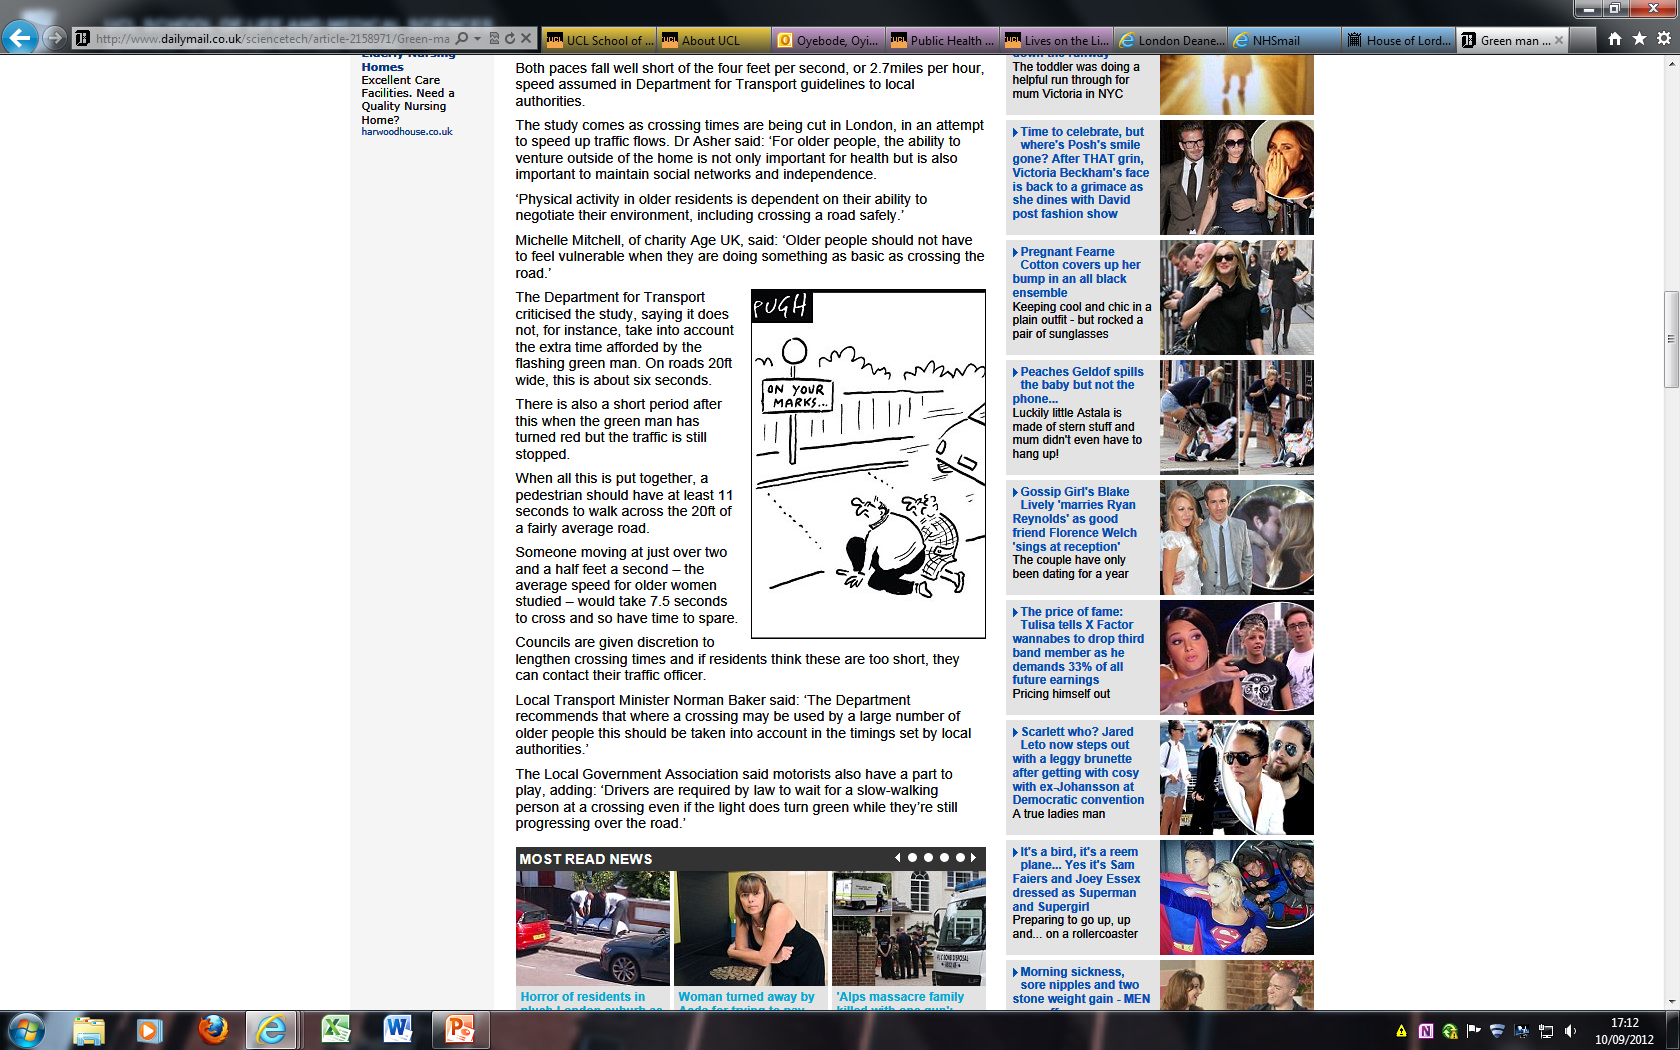 http://www.dailymail.co.uk/sciencetech/article-2158971/Green-ma
UCL School of ...
About UCL
Oyebode, Oyi...
Public Health ...
Lives on the Li...
London Deane...
NHSmail
House of Lord...
Green man ...
Homes
Excellent Care
Facilities. Need a
Quality Nursing
Home?
harwoodhouse.co.uk
Both paces fall well short of the four feet per second, or 2.7miles per hour,
speed assumed in Department for Transport guidelines to local
authorities.
The study comes as crossing times are being cut in London, in an attempt
to speed up traffic flows. Dr Asher said: ‘For older people, the ability to
venture outside of the home is not only important for health but is also
important to maintain social networks and independence.
‘Physical activity in older residents is dependent on their ability to
negotiate their environment, including crossing a road safely.’
Michelle Mitchell, of charity Age UK, said: ‘Older people should not have
to feel vulnerable when they are doing something as basic as crossing the
road.’
The Department for Transport
criticised the study, saying it does
not, for instance, take into account
the extra time afforded by the
flashing green man. On roads 20ft
wide, this is about six seconds.
There is also a short period after
this when the green man has
turned red but the traffic is still
stopped.
When all this is put together, a
pedestrian should have at least 11
seconds to walk across the 20ft of
a fairly average road.
Someone moving at just over two
and a half feet a second – the
average speed for older women
studied – would take 7.5 seconds
to cross and so have time to spare.
Councils are given discretion to
lengthen crossing times and if residents think these are too short, they
can contact their traffic officer.
PUGH
ON YOUR
MARKS...
Local Transport Minister Norman Baker said: ‘The Department
recommends that where a crossing may be used by a large number of
older people this should be taken into account in the timings set by local
authorities.’
The Local Government Association said motorists also have a part to
play, adding: ‘Drivers are required by law to wait for a slow-walking
person at a crossing even if the light does turn green while they’re still
progressing over the road.’
MOST READ NEWS
Horror of residents in
Woman turned away by
'Alps massacre family
The toddler was doing a
helpful run through for
mum Victoria in NYC
Time to celebrate, but
where's Posh's smile
gone? After THAT grin,
Victoria Beckham's face
is back to a grimace as
she dines with David
post fashion show
Pregnant Fearne
Cotton covers up her
bump in an all black
ensemble
Keeping cool and chic in a
plain outfit - but rocked a
pair of sunglasses
Peaches Geldof spills
the baby but not the
phone...
Luckily little Astala is
made of stern stuff and
mum didn't even have to
hang up!
Gossip Girl's Blake
Lively 'marries Ryan
Reynolds' as good
friend Florence Welch
'sings at reception'
The couple have only
been dating for a year
The price of fame:
Tulisa tells X Factor
wannabes to drop third
band member as he
demands 33% of all
future earnings
Pricing himself out
Scarlett who? Jared
Leto now steps out
with a leggy brunette
after getting with cosy
with ex-Johansson at
Democratic convention
A true ladies man
It's a bird, it's a reem
plane... Yes it's Sam
Faiers and Joey Essex
dressed as Superman
and Supergirl
Preparing to go up, up
and... on a rollercoaster
Morning sickness,
sore nipples and two
stone weight gain - MEN
17:12
10/09/2012